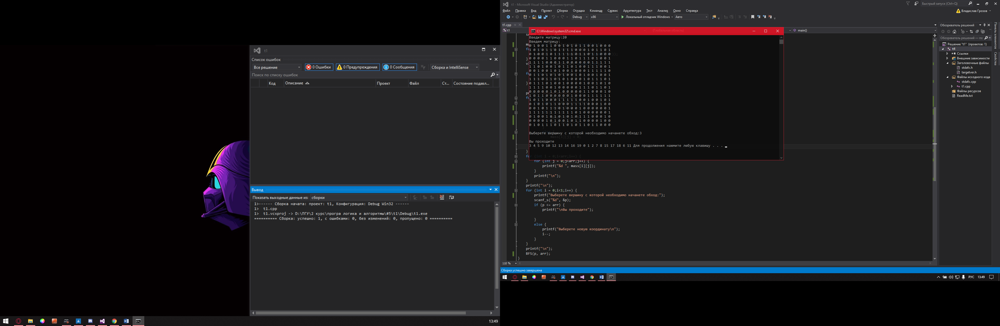 t1
Список ошибок
Все решение 0 Ошибки 0 Предупреждения 0 Сообщения Сборка и IntelliSense
Поиск по списку ошибок
Код Описание Проект Файл Ст... Состояние подавл...
Вывод
Показать выходные данные из: сборки
1>------ Сборка начата: проект: t1, Конфигурация: Debug Win32 ------
1> t1.cpp
1> t1.vcxproj -> D:\ПГУ\2 курс\програ логика и алгоритмы\#5\t1\Debug\t1.exe
========== Сборка: успешно: 1, с ошибками: 0, без изменений: 0, пропущено: 0 ==========
13:49
t1 - Microsoft Visual Studio (Администратор)
Быстрый запуск (Ctrl+Q)
Файл Правка Вид Проект Сборка Отладка Команда Сервис Архитектура Тест Анализ Окно Справка
Владислав Грозов
Debug x86 Локальный отладчик Windows Авто
t1.cpp
t1
(Глобальная область)
main()
C:\Windows\system32\cmd.exe
Введите матрицу:20
Введем матрицу:
0 1 0 0 1 1 0 0 1 0 1 0 1 1 0 0 1 0 0 0
1 0 1 0 1 1 0 1 1 1 1 0 0 0 1 0 1 1 0 1
0 1 0 0 1 0 1 1 1 1 1 0 1 1 0 1 1 0 0 0
0 0 0 0 1 1 0 0 0 1 1 0 1 1 1 0 1 0 0 1
1 1 1 1 0 0 0 1 1 0 0 0 0 0 0 1 1 1 1 1
1 1 0 1 0 0 1 0 1 1 0 1 0 0 1 1 1 0 0 1
0 0 1 0 0 1 0 1 0 0 1 0 0 0 1 1 1 1 1 0
0 1 1 0 1 0 1 0 1 0 0 1 0 1 0 0 1 0 0 1
1 1 1 0 1 1 0 1 0 1 0 0 0 1 0 1 1 1 0 1
0 1 1 1 0 1 0 0 1 0 0 0 0 1 0 0 1 0 1 0
1 1 1 1 0 0 1 0 0 0 0 0 1 1 1 0 1 1 0 1
0 0 0 0 0 1 0 1 0 0 0 0 0 1 1 0 0 0 1 0
1 0 1 1 0 0 0 0 0 0 1 0 0 0 1 1 1 1 1 1
1 0 1 1 0 0 0 1 1 1 1 1 0 0 1 0 0 1 0 1
0 1 0 1 0 1 1 0 0 0 1 1 1 1 0 0 0 1 0 0
0 0 1 0 1 1 1 0 1 0 0 0 1 0 0 0 0 0 0 1
1 1 1 1 1 1 1 1 1 1 1 0 1 0 0 0 0 0 0 1
0 1 0 0 1 0 1 0 1 0 1 0 1 1 1 0 0 0 1 0
0 0 0 0 1 0 1 0 0 1 0 1 1 0 0 0 0 1 0 0
0 1 0 1 1 1 0 1 1 0 1 0 1 1 0 1 1 0 0 0
Выберете вершину с которой необходимо начанете обход:3
mass[i][j] = 0;
Вы проходите
3 4 5 9 10 12 13 14 16 19 0 1 2 7 8 15 17 18 6 11 Для продолжения нажмите любую клавишу . . .
}
for (int i = 0;i<arr;i++) {
for (int j = 0;j<arr;j++) {
printf("%d ", mass[i][j]);
}
printf("\n");
}
printf("\n");
for (int i = 0;i<1;i++) {
printf("Выберете вершину с которой необходимо начанете обход:");
scanf_s("%d", &p);
if (p <= arr) {
printf("\nВы проходите");
}
else {
printf("Выберете новую координату\n");
i--;
}
}
printf("\n");
BFS(p, arr);
}
110 %
Обозреватель решений
Обозреватель решений — по
Решение "t1" (проектов: 1)
t1
Ссылки
Внешние зависимости
Заголовочные файлы
stdafx.h
targetver.h
Файлы исходного кода
stdafx.cpp
t1.cpp
Файлы ресурсов
ReadMe.txt
Панель элементов
Свойства
Сборка успешно завершена
РУС 13:49